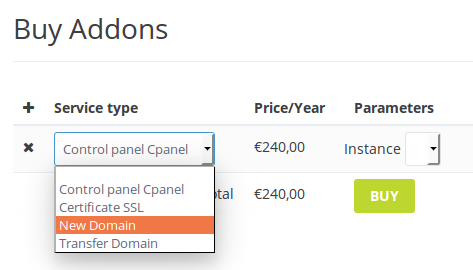 Buy Addons
+ Service type Price/Year Parameters
✖ Control panel Cpanel €240,00 Instance
Control panel Cpanel
Certificate SSL
tal €240,00 BUY
New Domain
Transfer Domain